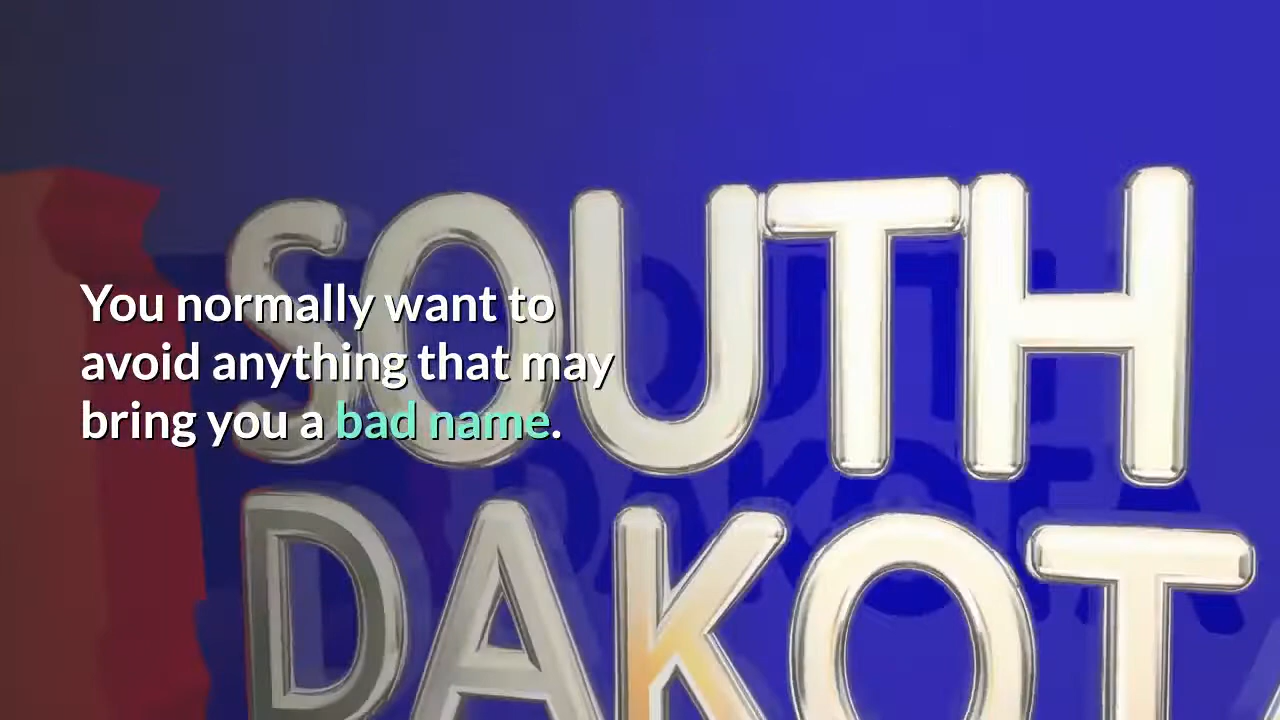 You normally want to
avoid anything that may
bring you a bad name.
SOUTH
DAKOTA